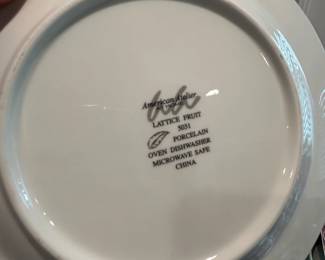 American Atelier
LATTICE FRUIT
5051
PORCELAIN
OVEN DISHWASHER
MICROWAVE SAFE
CHINA